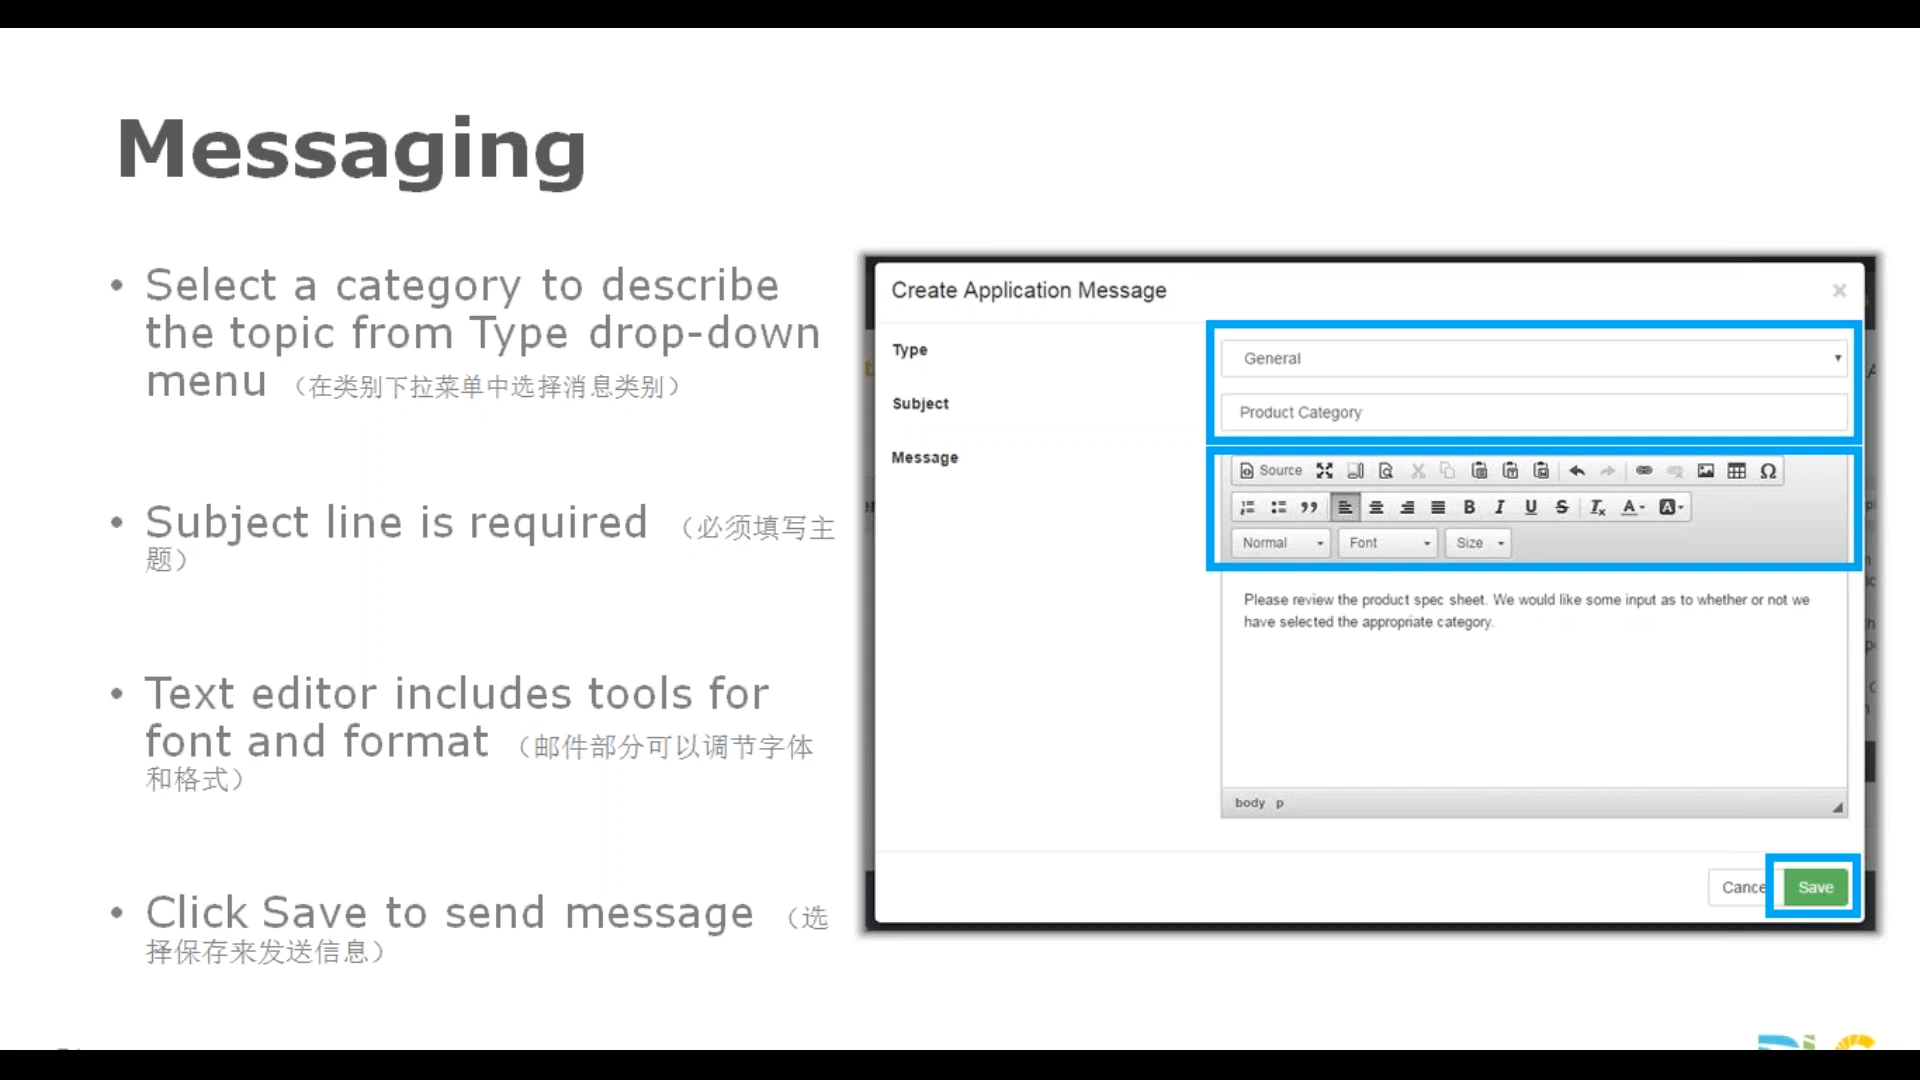 Messaging
• Select a category to describe
the topic from Type drop-down
menu （在类别下拉菜单中选择消息类别）
• Subject line is required （必须填写主
题）
• Text editor includes tools for
font and format （邮件部分可以调节字体
和格式）
• Click Save to send message （选
择保存来发送信息）
Create Application Message
Type
General
Subject
Product Category
Message
Source
Normal Font Size
Please review the product spec sheet. We would like some input as to whether or not we
have selected the appropriate category.
body p
Save